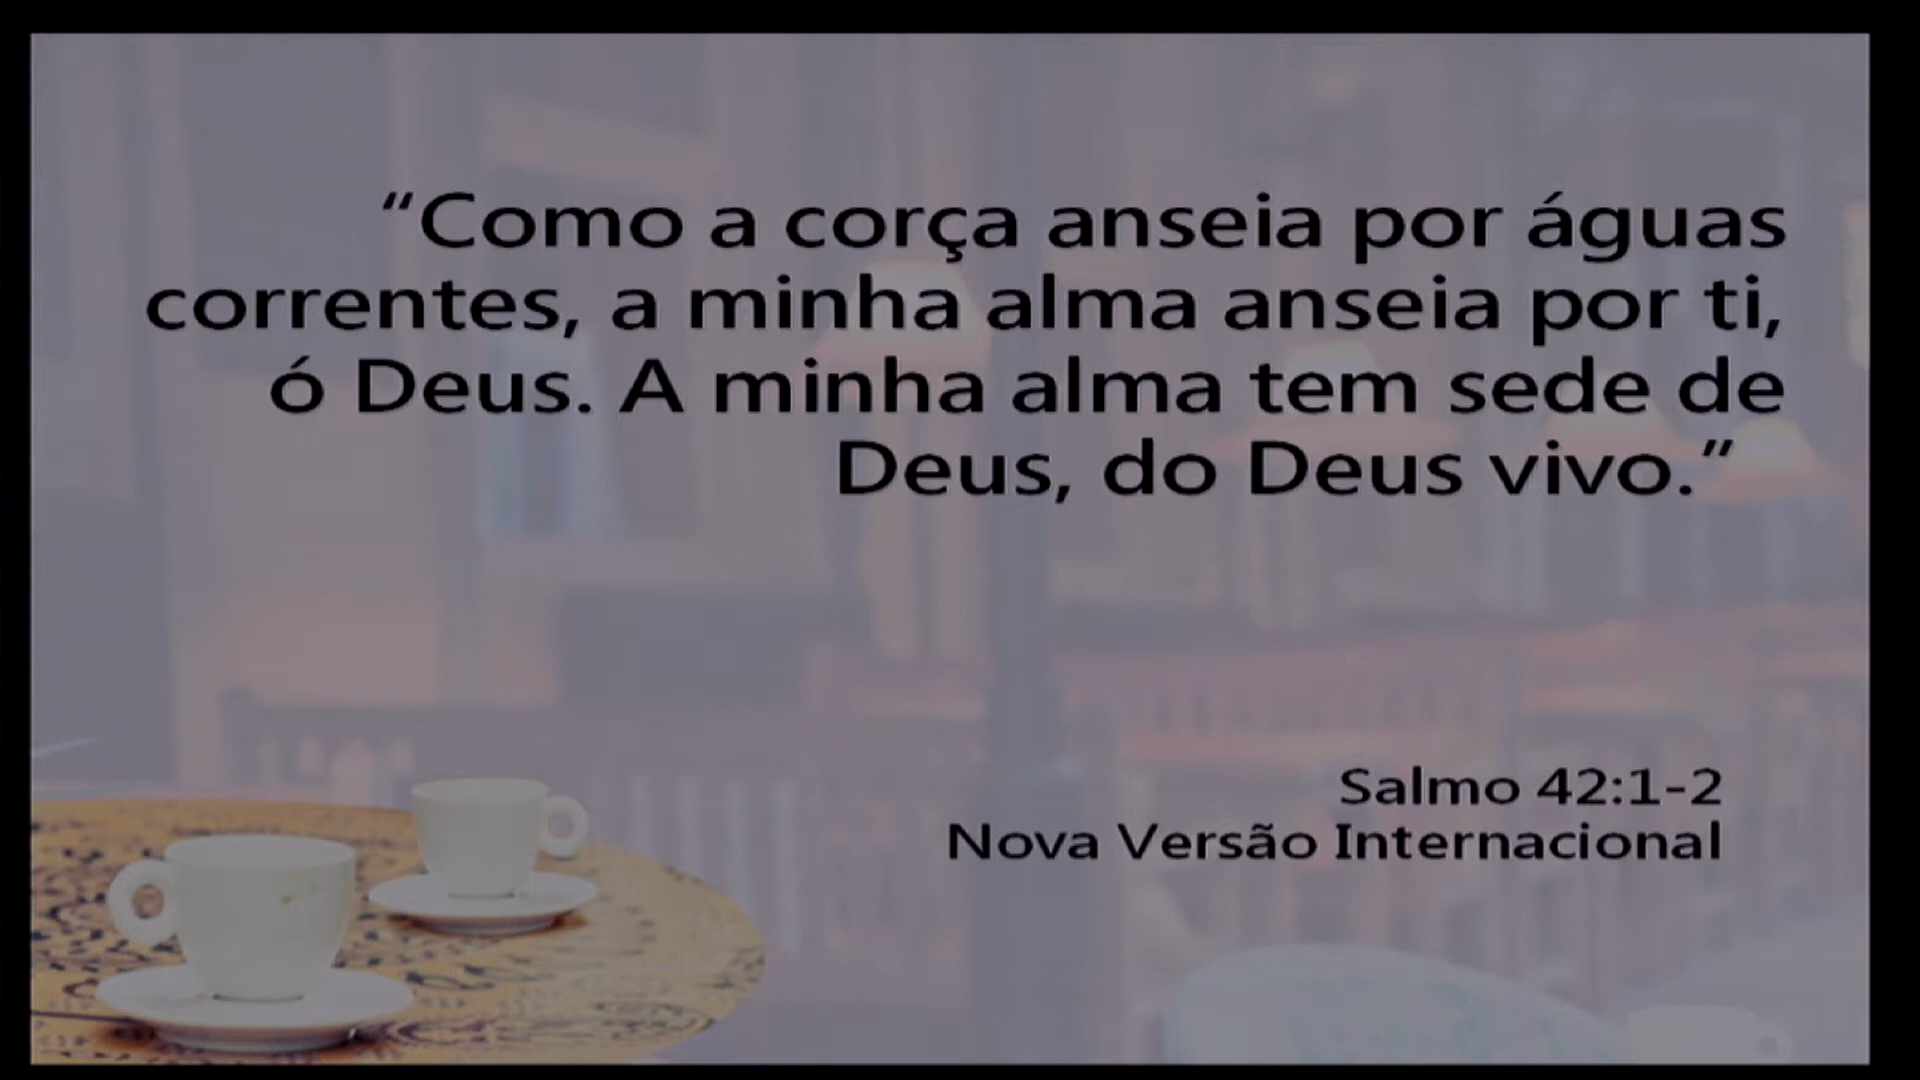 “Como a corça anseia por águas
correntes, a minha alma anseia por ti,
ó Deus. A minha alma tem sede de
Deus, do Deus vivo.”
Salmo 42:1-2
Nova Versão Internacional